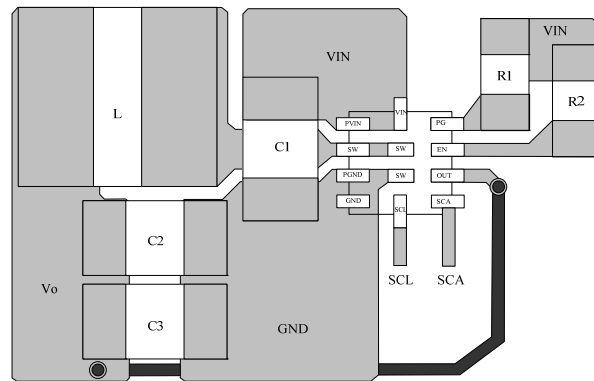 VIN
VIN
R1
R2
L
C1
VIN
PVIN
PG
SW
SW
EN
PGND
SW
OUT
GND
SCL
SCA
C2
SCL
SCA
Vo
C3
GND